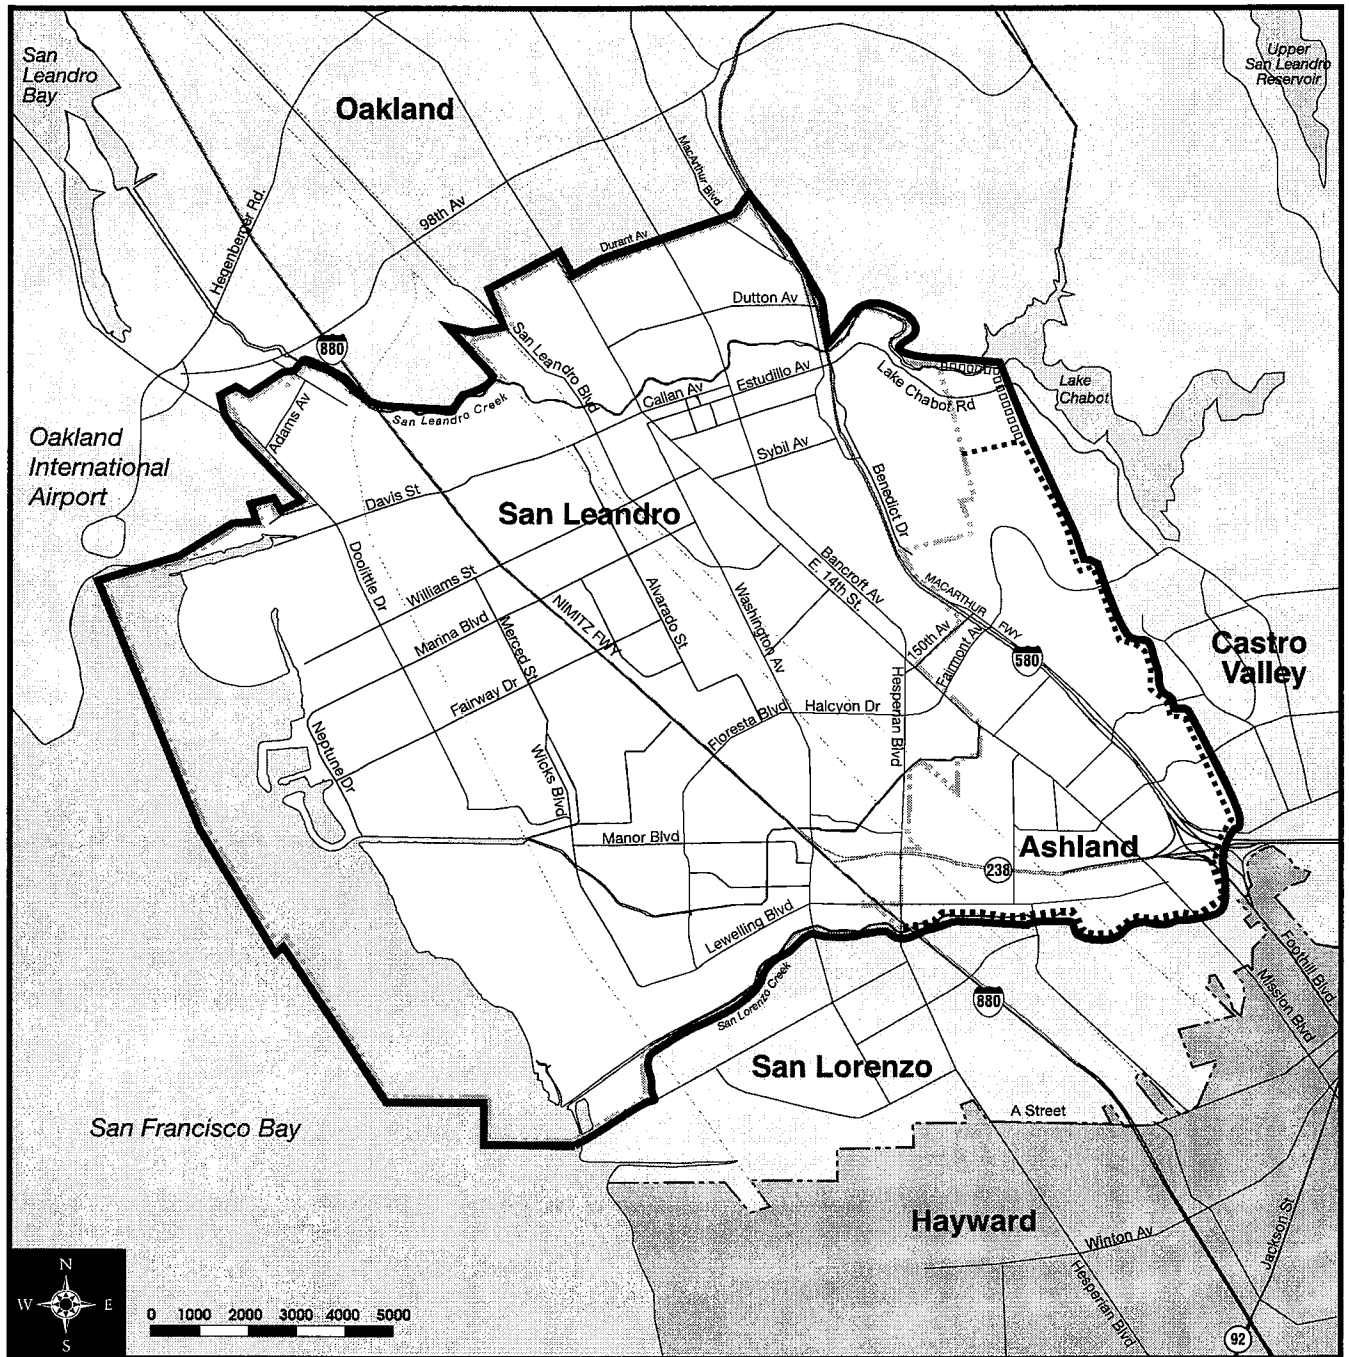 San
Leandro
Bay
Upper
San Leandro
Reservoir
Oakland
MacArthur Blvd
Hegenberger Rd.
98th Av
Durant Av
Dutton Av
880
San Leandro Blvd
Estudillo Av
Callan Av
Lake Chabot Rd
Lake
Chabot
San Leandro Creek
Adams Av
Oakland
International
Airport
Sybil Av
Davis St
San Leandro
Benedict Dr
Doolittle Dr
Williams St
Bancroft Av
E. 14th St.
Alvarado St
Washington Av
MACARTHUR
FWY
NIMITZ FWY
Marina Blvd
Merced St
150th Av
Fairmont Av
580
Castro
Valley
Fairway Dr
Hesperian Blvd
Halcyon Dr
Floresta Blvd
Neptune Dr
Wicks Blvd
Manor Blvd
Ashland
238
Lewelling Blvd
Foothill Blvd
Mission Blvd
San Lorenzo Creek
880
San Lorenzo
A Street
San Francisco Bay
Hayward
Winton Av
Jackson St
Hesperian Blvd
N
W E
S
0 1000 2000 3000 4000 5000
92